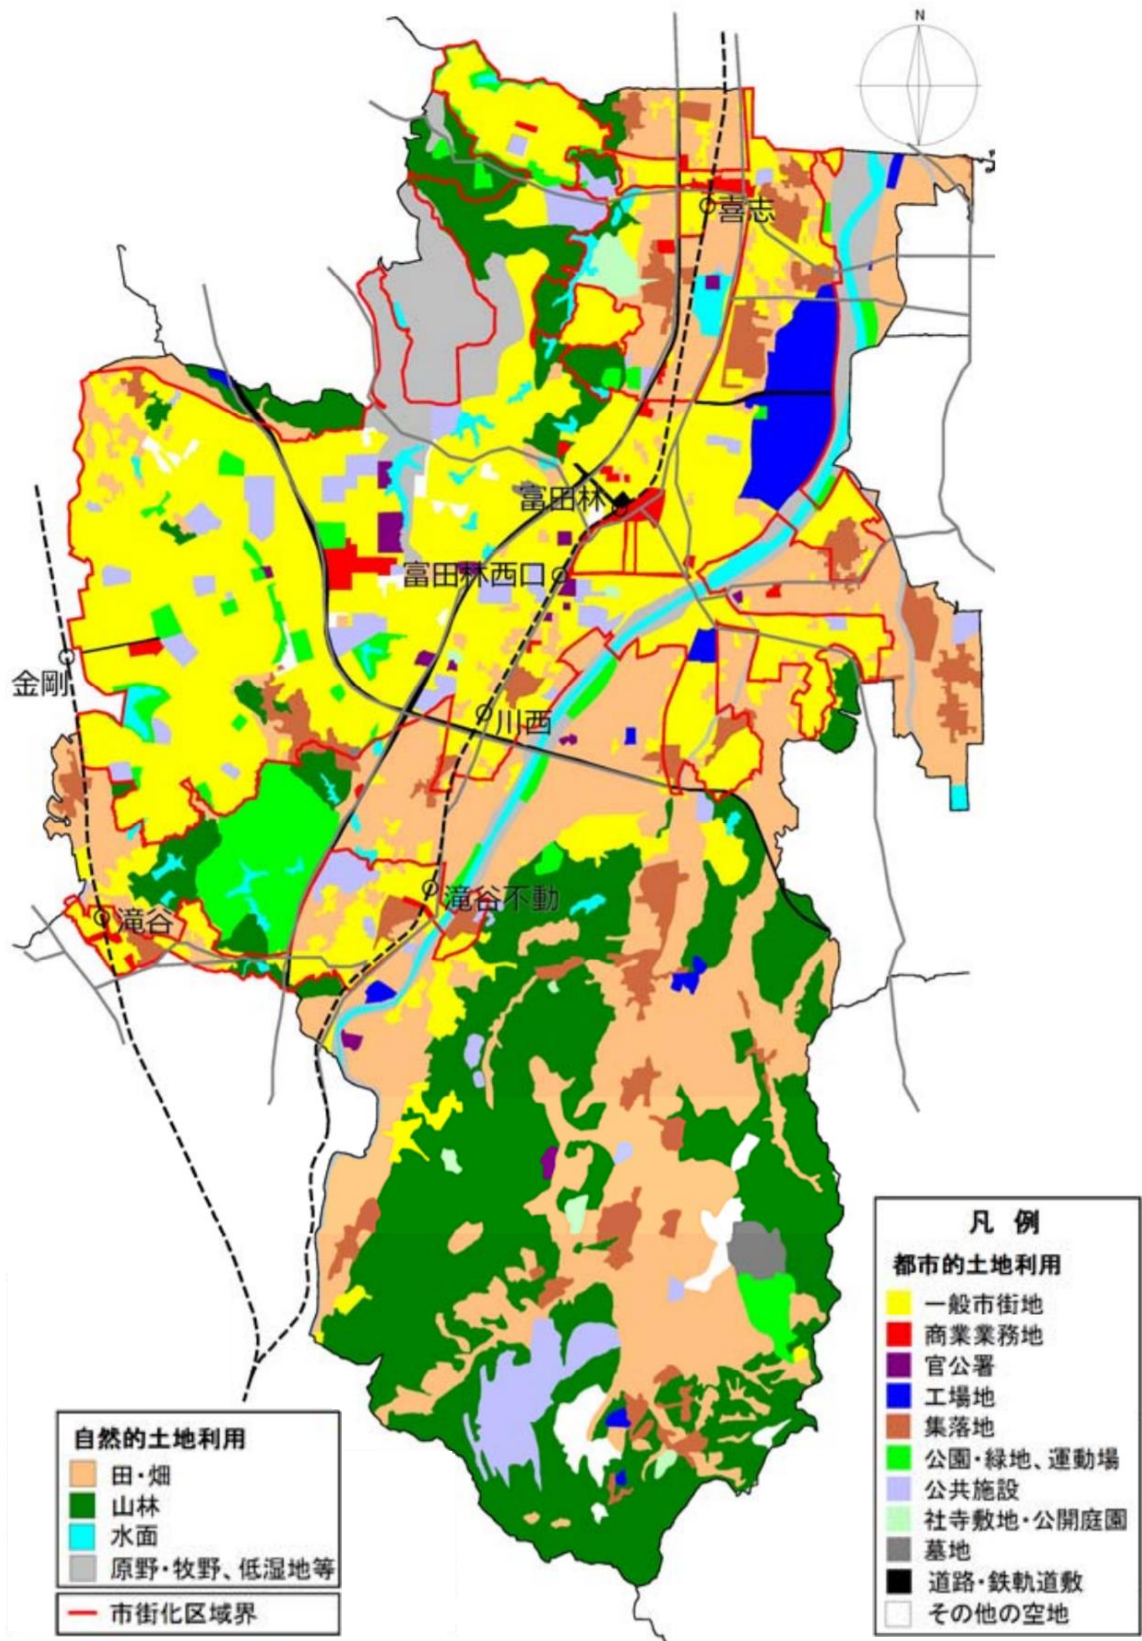 N
喜志
富田林
富田林西口
金剛
川西
滝谷不動
滝谷
凡 例
都市的土地利用
一般市街地
商業業務地
官公署
工場地
集落地
公園・緑地、運動場
公共施設
社寺敷地・公開庭園
墓地
道路・鉄軌道敷
その他の空地
自然的土地利用
田・畑
山林
水面
原野・牧野、低湿地等
市街化区域界